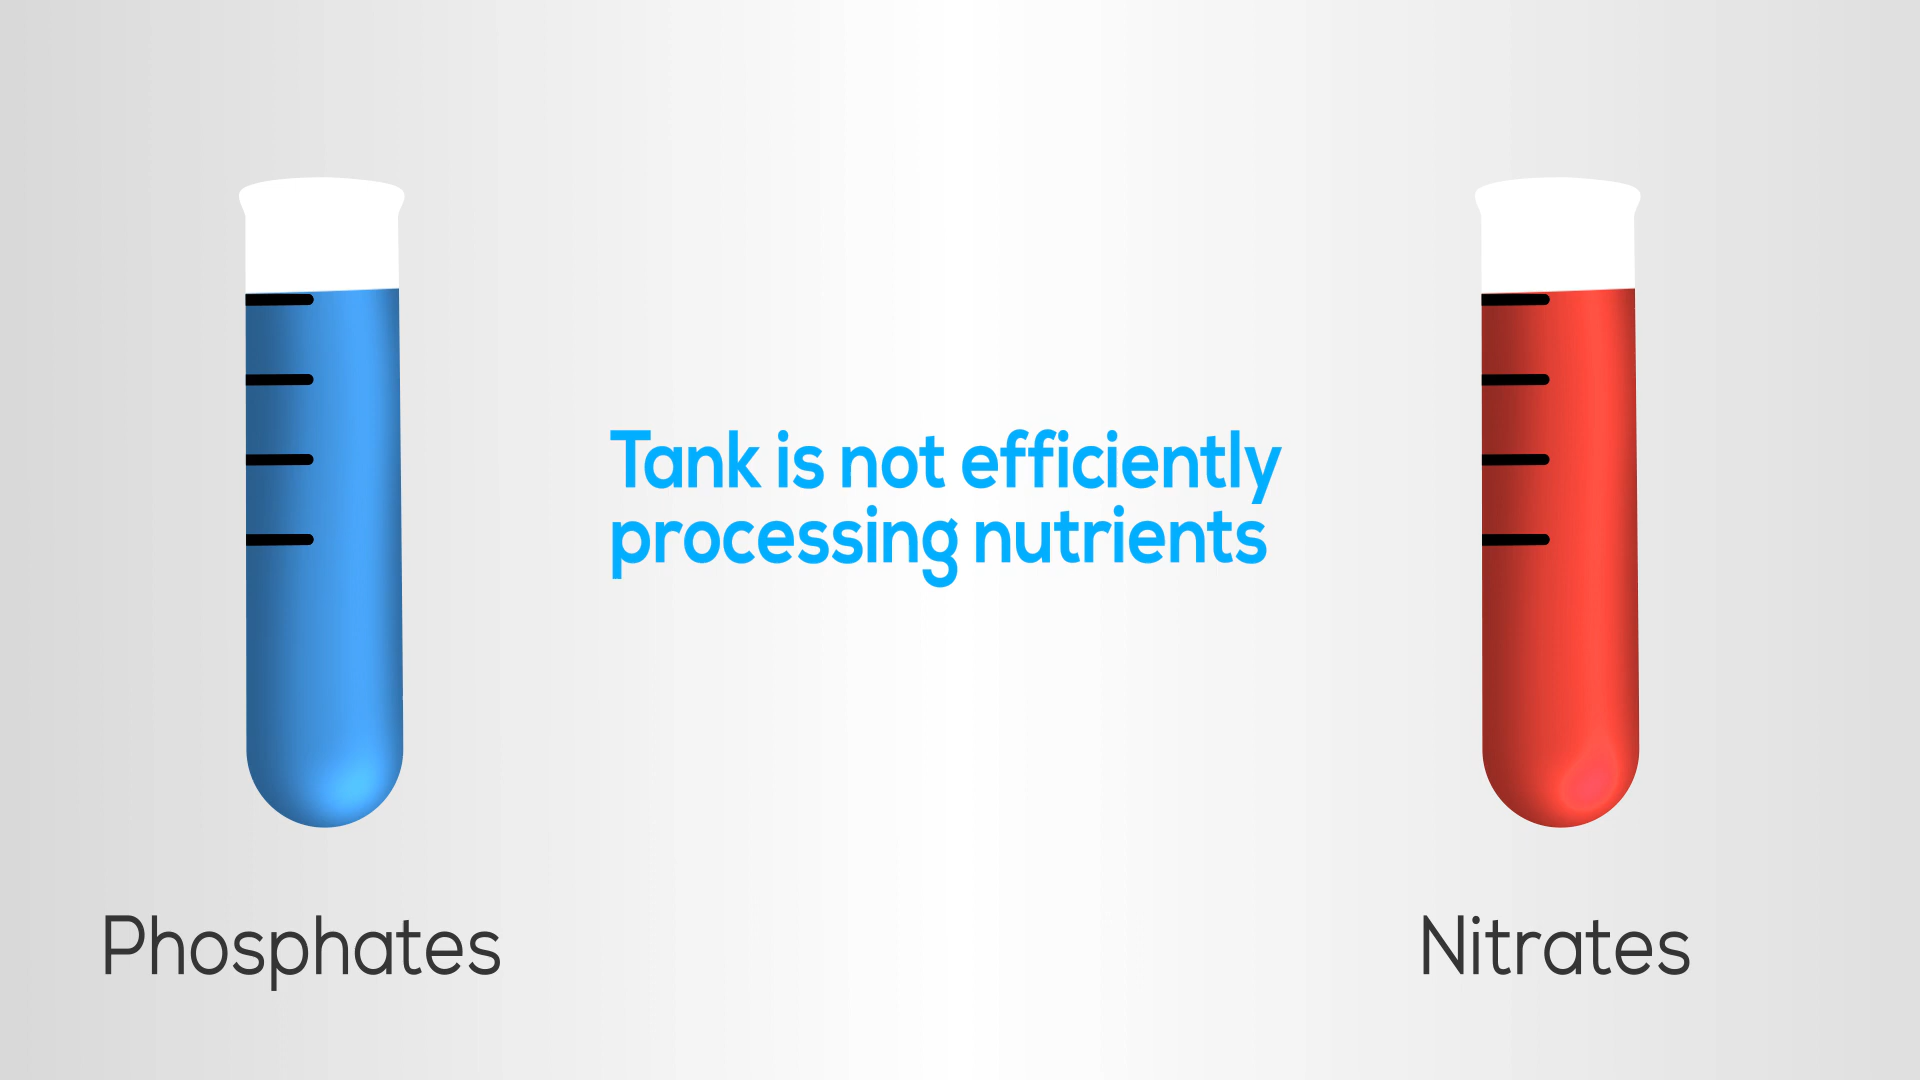 Tank is not efficiently
processing nutrients
Phosphates
Nitrates